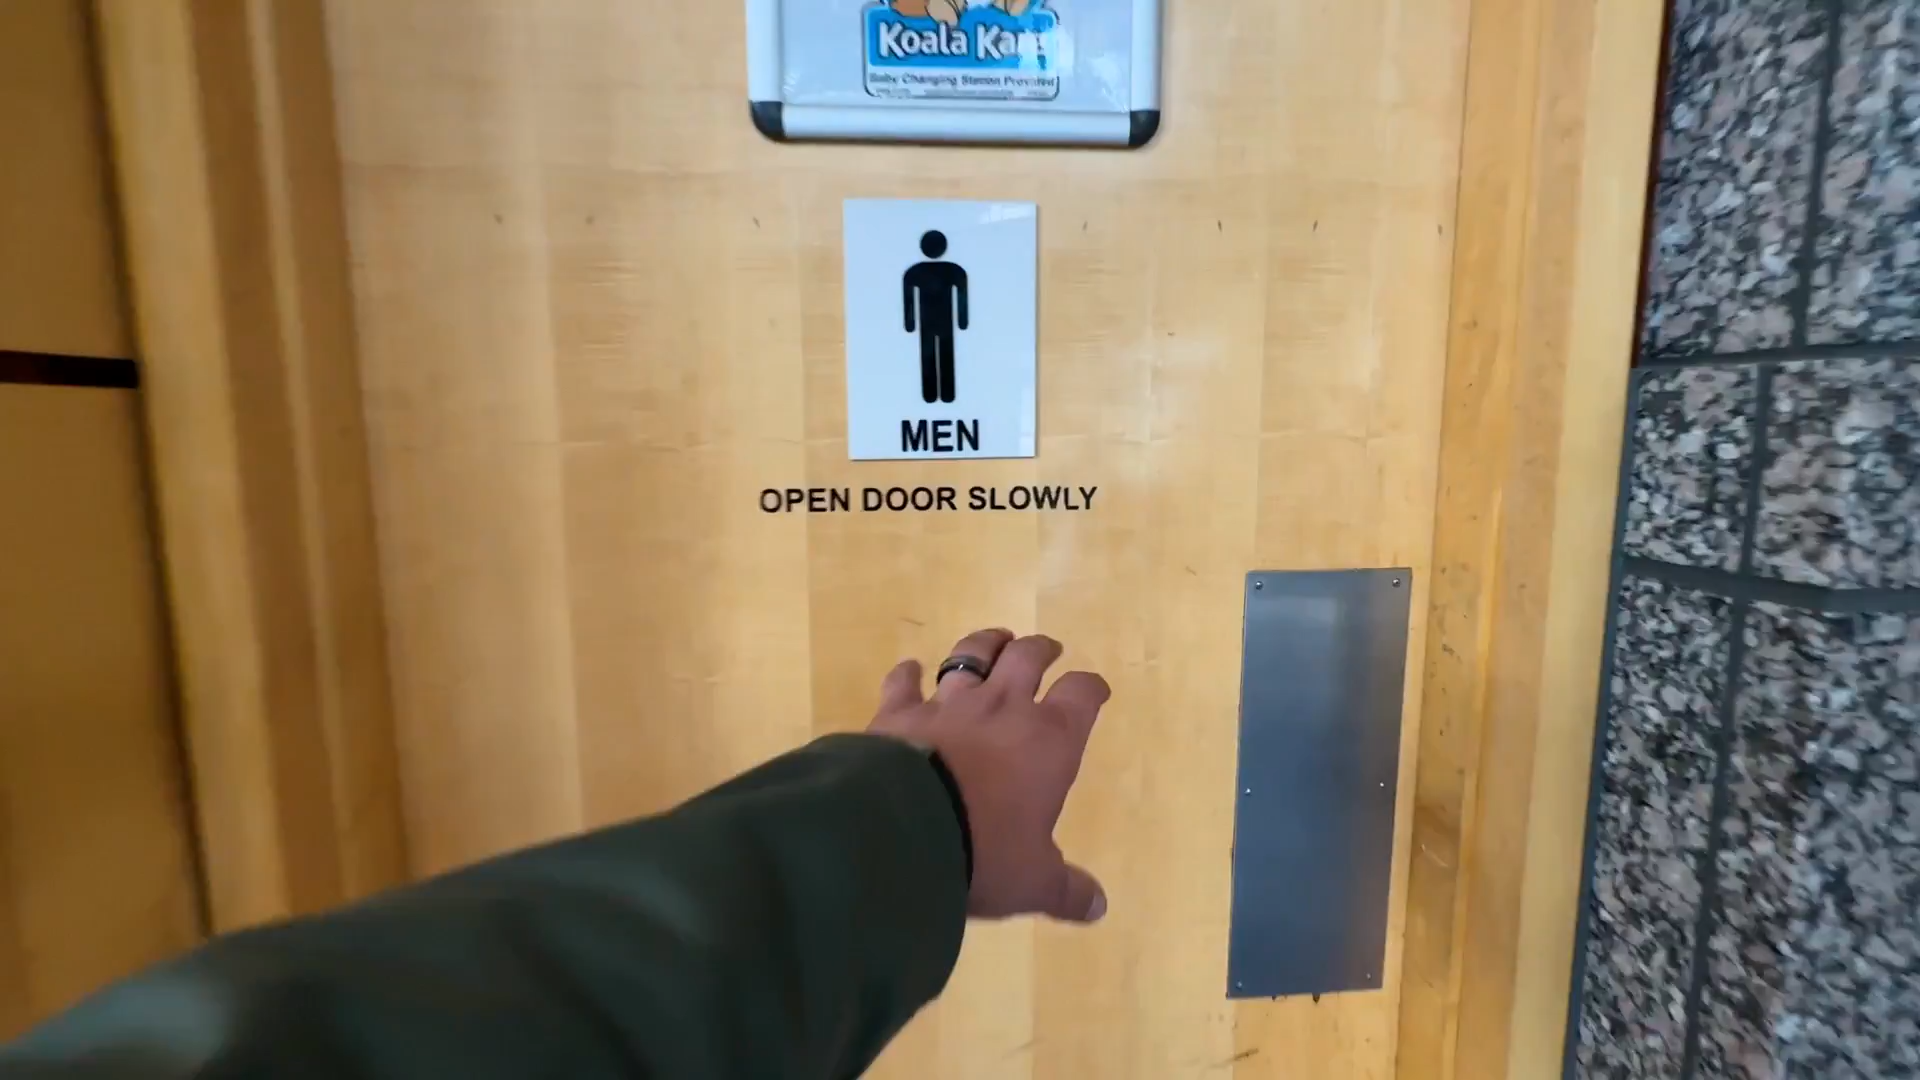 Koala Kare
Baby Changing Station Provided
MEN
OPEN DOOR SLOWLY